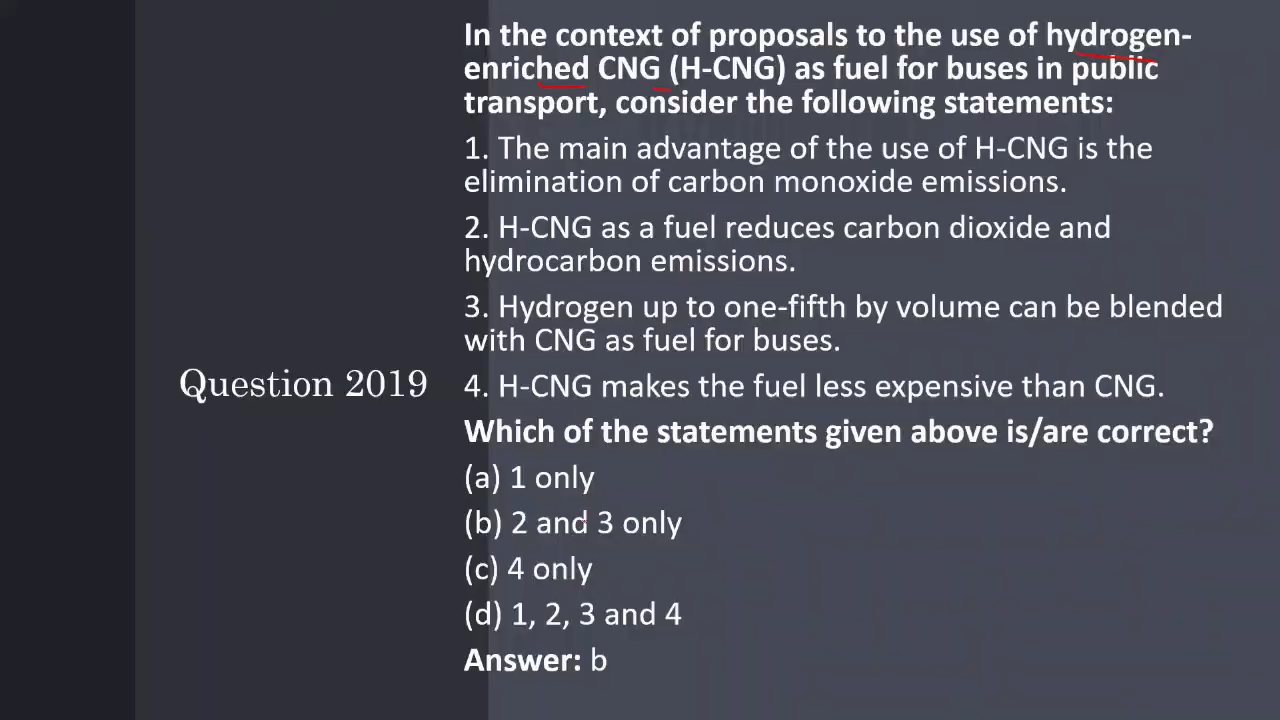 In the context of proposals to the use of hydrogen-
enriched CNG (H-CNG) as fuel for buses in public
transport, consider the following statements:
1. The main advantage of the use of H-CNG is the
elimination of carbon monoxide emissions.
2. H-CNG as a fuel reduces carbon dioxide and
hydrocarbon emissions.
3. Hydrogen up to one-fifth by volume can be blended
with CNG as fuel for buses.
Question 2019
4. H-CNG makes the fuel less expensive than CNG.
Which of the statements given above is/are correct?
(a) 1 only
(b) 2 and 3 only
(c) 4 only
(d) 1, 2, 3 and 4
Answer: b